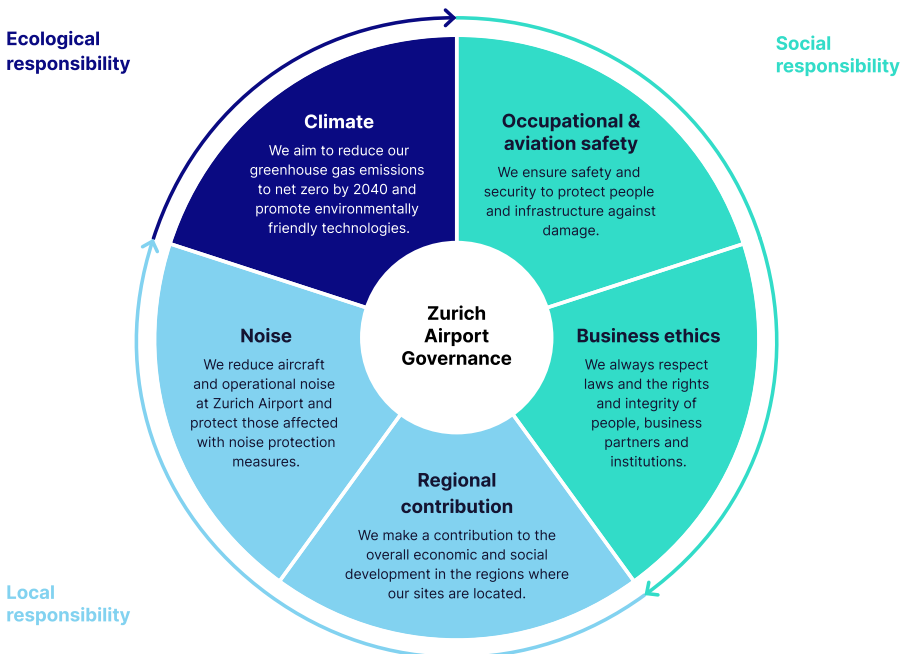 Ecological
responsibility
Social
responsibility
Climate
We aim to reduce our
greenhouse gas emissions
to net zero by 2040 and
promote environmentally
friendly technologies.
Occupational &
aviation safety
We ensure safety and
security to protect people
and infrastructure against
damage.
Zurich
Airport
Governance
Noise
We reduce aircraft
and operational noise
at Zurich Airport and
protect those affected
with noise protection
measures.
Business ethics
We always respect
laws and the rights
and integrity of
people, business
partners and
institutions.
Regional
contribution
We make a contribution to the
overall economic and social
development in the regions where
our sites are located.
Local
responsibility